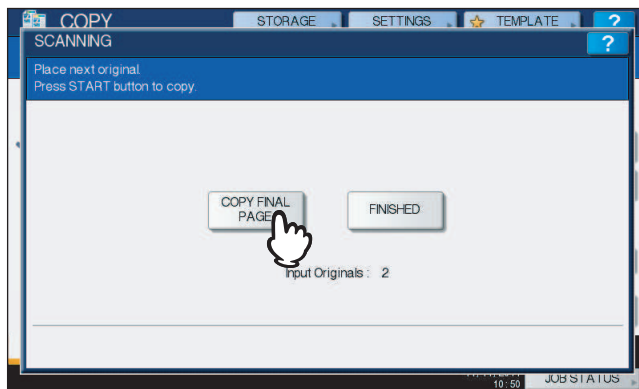 COPY STORAGE SETTINGS TEMPLATE ?
SCANNING ?
Place next original.
Press START button to copy.
COPY FINAL
PAGE
FINISHED
Input Originals : 2
10 : 50 JOB STATUS